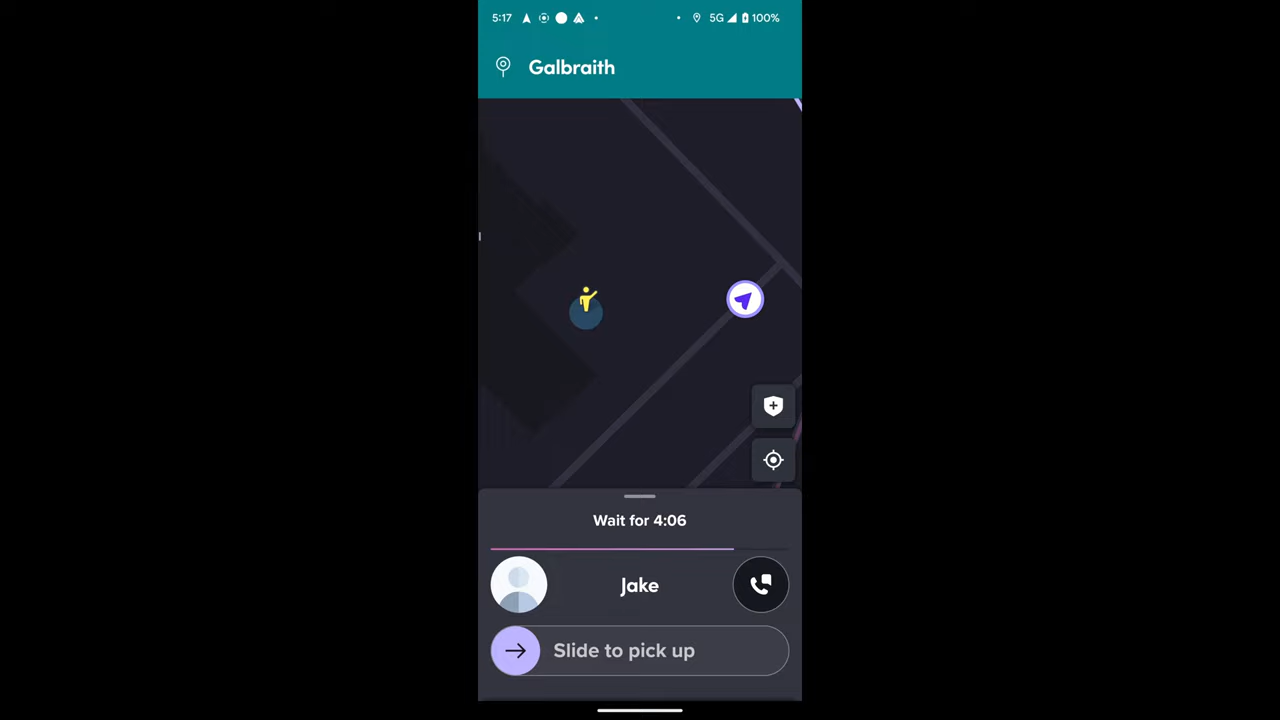 5:17 5G 100%
Galbraith
Wait for 4:06
Jake
Slide to pick up